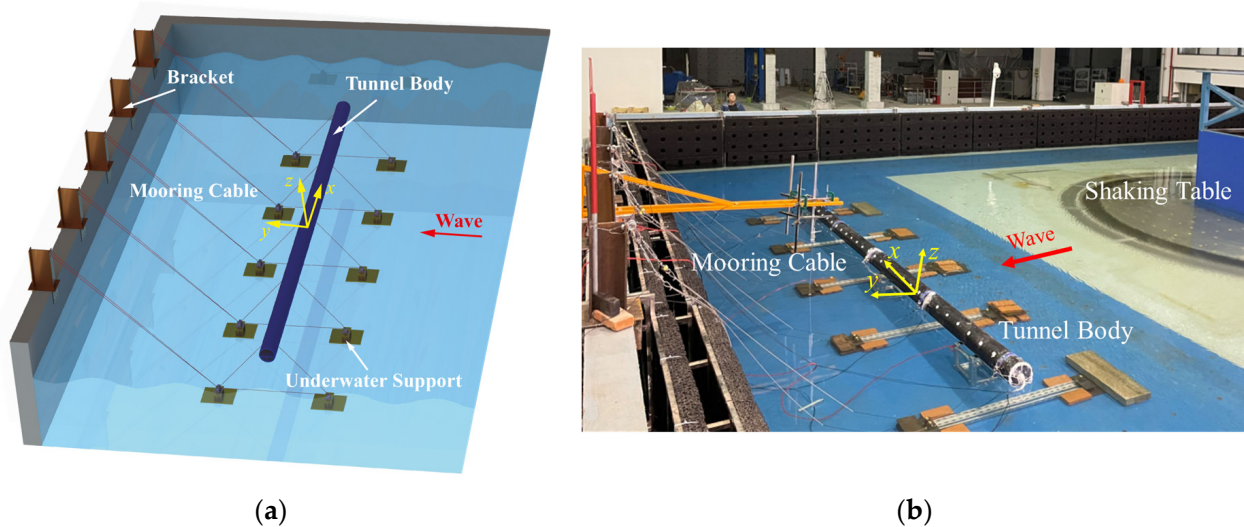 Bracket
Tunnel Body
Mooring Cable
z
x
y
Wave
Underwater Support
(a)
Shaking Table
Wave
Mooring Cable
x
z
y
Tunnel Body
(b)